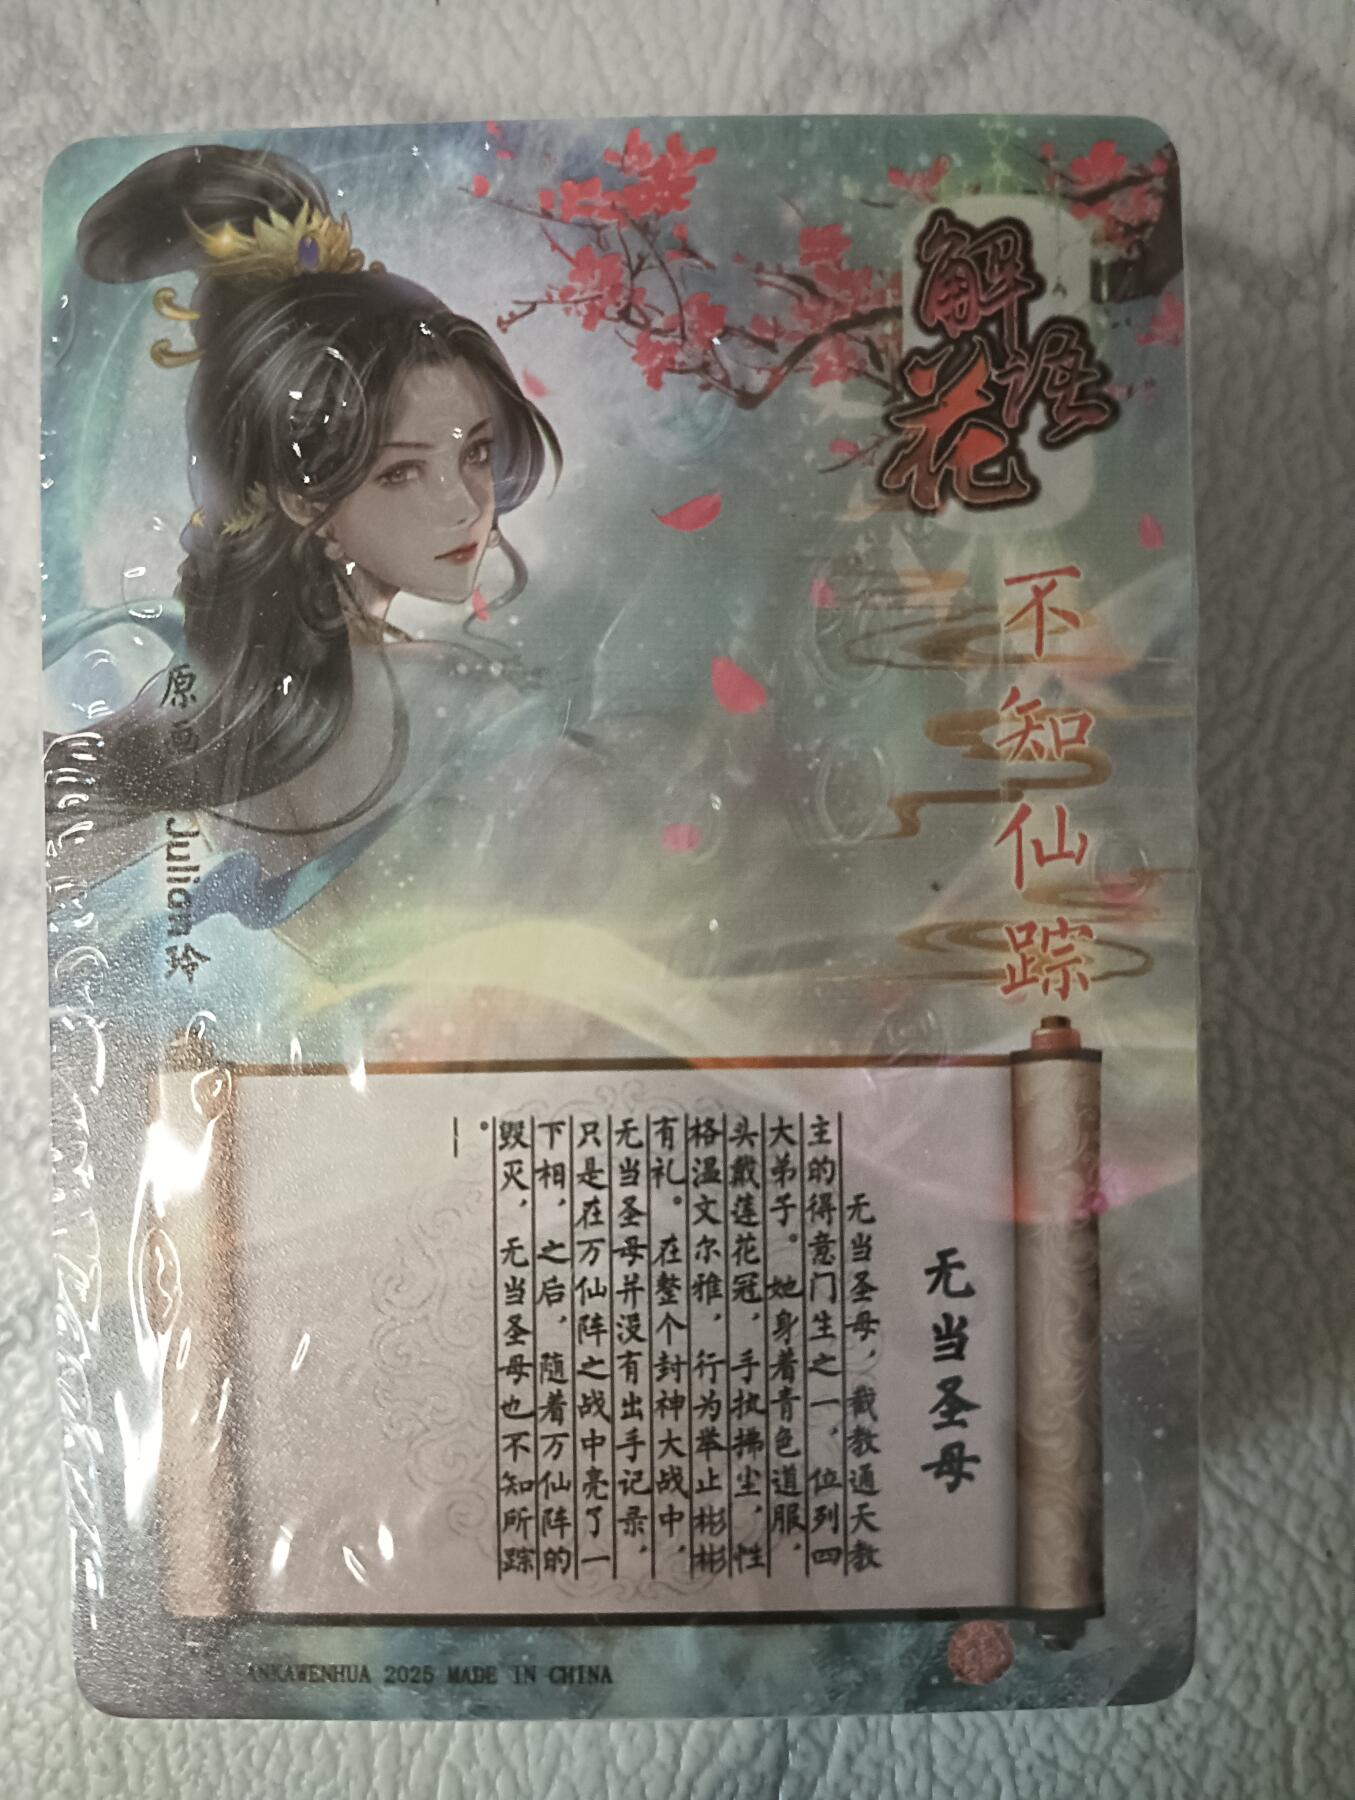 解语花
不知仙踪
原画
Julian玲
无当圣母
无当圣母，截教通天教
主的得意门生之一，位列四
大弟子。她身着青色道服，
头戴莲花冠，手执拂尘，性
格温文尔雅，行为举止彬彬
有礼。在整个封神大战中，
无当圣母并没有出手记录，
只是在万仙阵之战中亮了一
下相，之后，随着万仙阵的
毁灭，无当圣母也不知所踪
。
ANKAWENHUA 2025 MADE IN CHINA